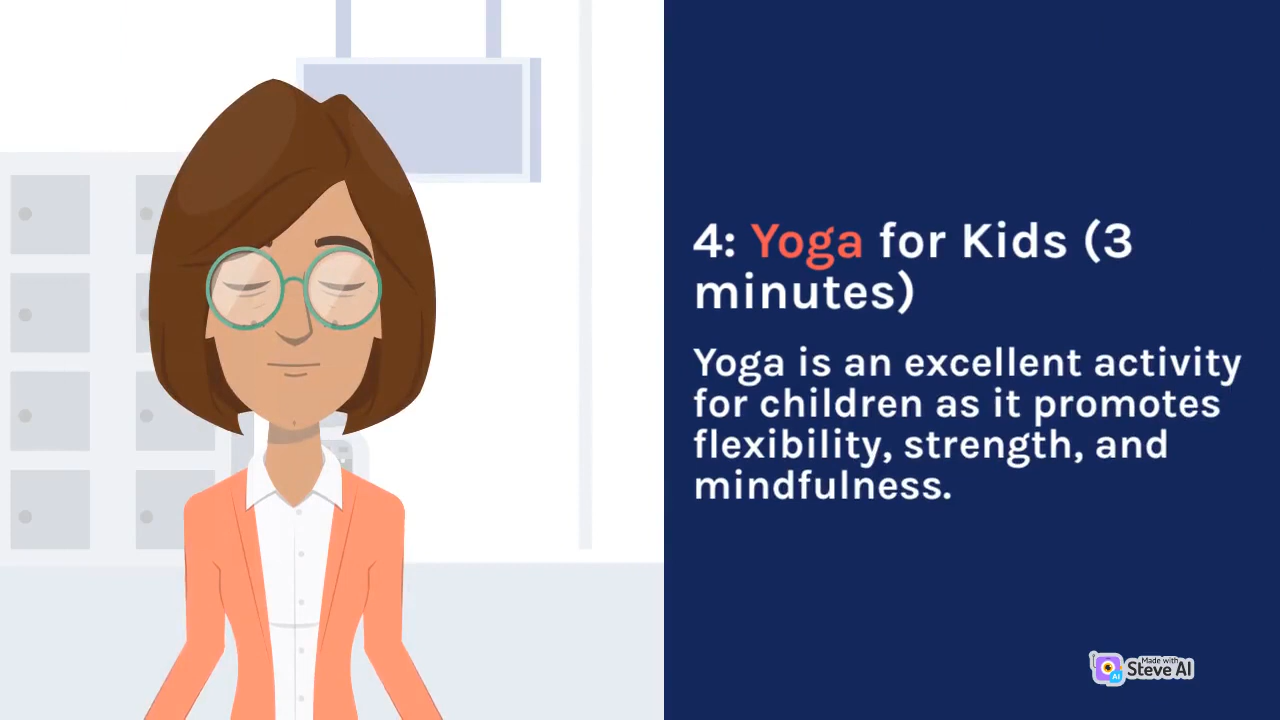 4: Yoga for Kids (3
minutes)
Yoga is an excellent activity
for children as it promotes
flexibility, strength, and
mindfulness.
Made with
Steve AI
AI